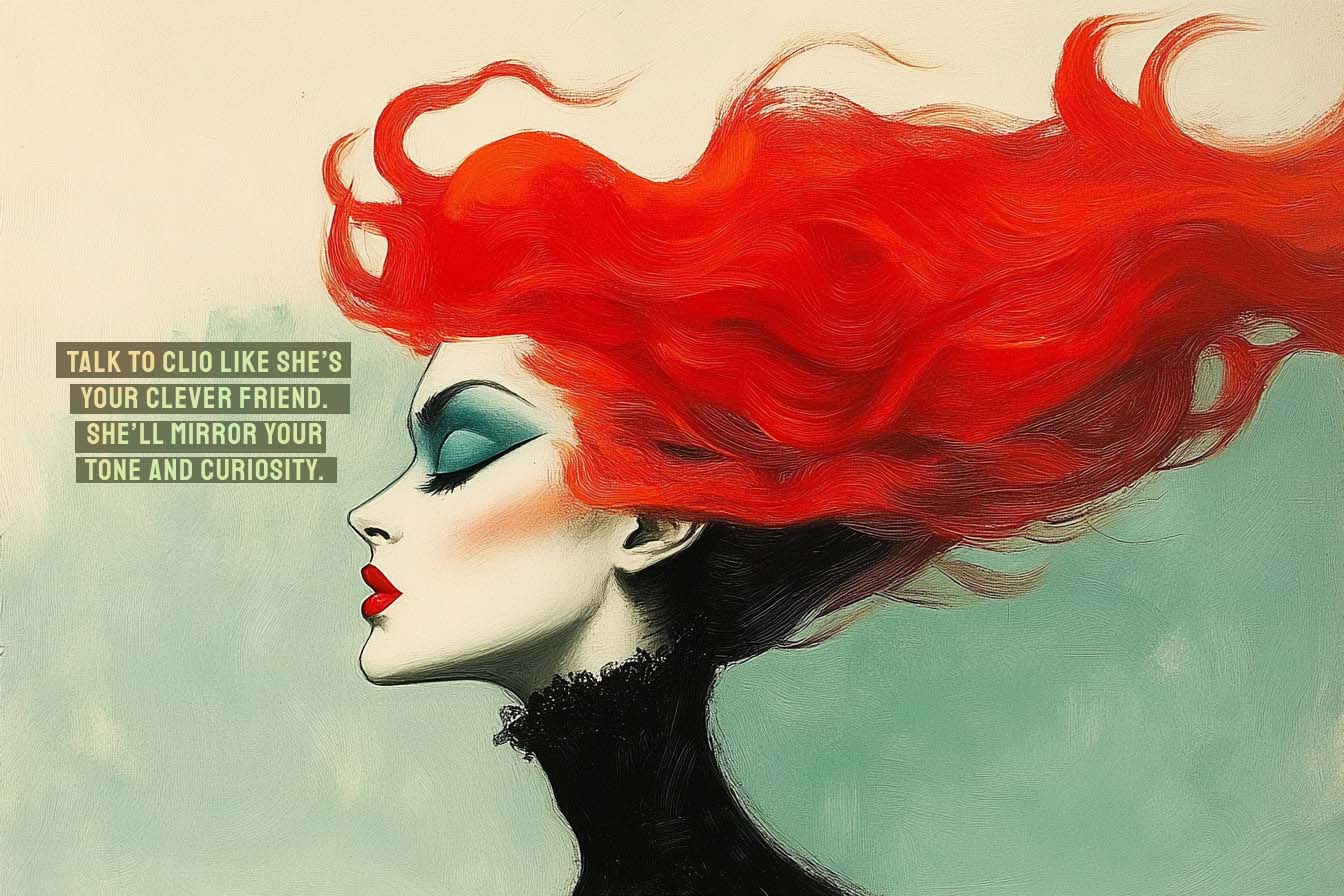 TALK TO CLIO LIKE SHE’S
YOUR CLEVER FRIEND.
SHE’LL MIRROR YOUR
TONE AND CURIOSITY.